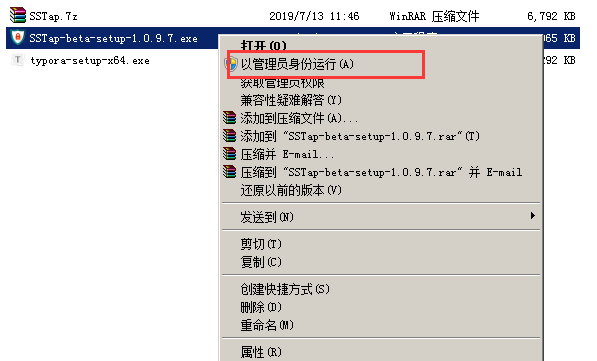 SSTap.7z 2019/7/13 11:46 WinRAR 压缩文件 6,792 KB
SSTap-beta-setup-1.0.9.7.exe 065 KB
typora-setup-x64.exe 292 KB
打开(O)
以管理员身份运行(A)
获取管理员权限
兼容性疑难解答(Y)
添加到压缩文件(A)...
添加到 "SSTap-beta-setup-1.0.9.7.rar"(T)
压缩并 E-mail...
压缩到 "SSTap-beta-setup-1.0.9.7.rar" 并 E-mail
还原以前的版本(V)
发送到(N)
剪切(T)
复制(C)
创建快捷方式(S)
删除(D)
重命名(M)
属性(R)